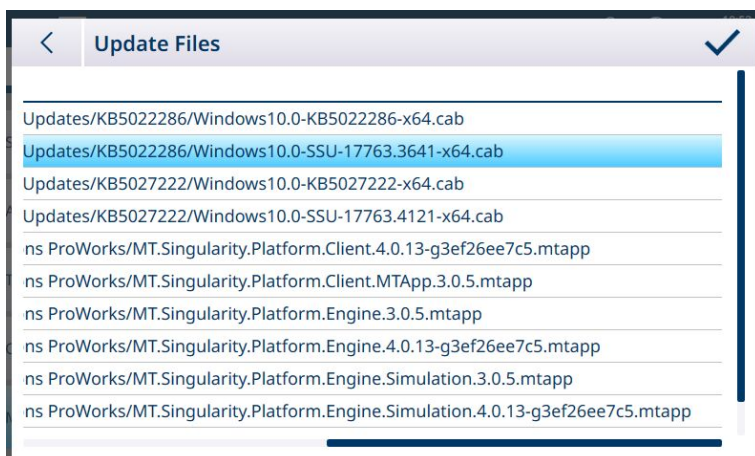 Update Files
Updates/KB5022286/Windows10.0-KB5022286-x64.cab
Updates/KB5022286/Windows10.0-SSU-17763.3641-x64.cab
Updates/KB5027222/Windows10.0-KB5027222-x64.cab
Updates/KB5027222/Windows10.0-SSU-17763.4121-x64.cab
ns ProWorks/MT.Singularity.Platform.Client.4.0.13-g3ef26ee7c5.mtapp
ns ProWorks/MT.Singularity.Platform.Client.MTApp.3.0.5.mtapp
ns ProWorks/MT.Singularity.Platform.Engine.3.0.5.mtapp
ns ProWorks/MT.Singularity.Platform.Engine.4.0.13-g3ef26ee7c5.mtapp
ns ProWorks/MT.Singularity.Platform.Engine.Simulation.3.0.5.mtapp
ns ProWorks/MT.Singularity.Platform.Engine.Simulation.4.0.13-g3ef26ee7c5.mtapp